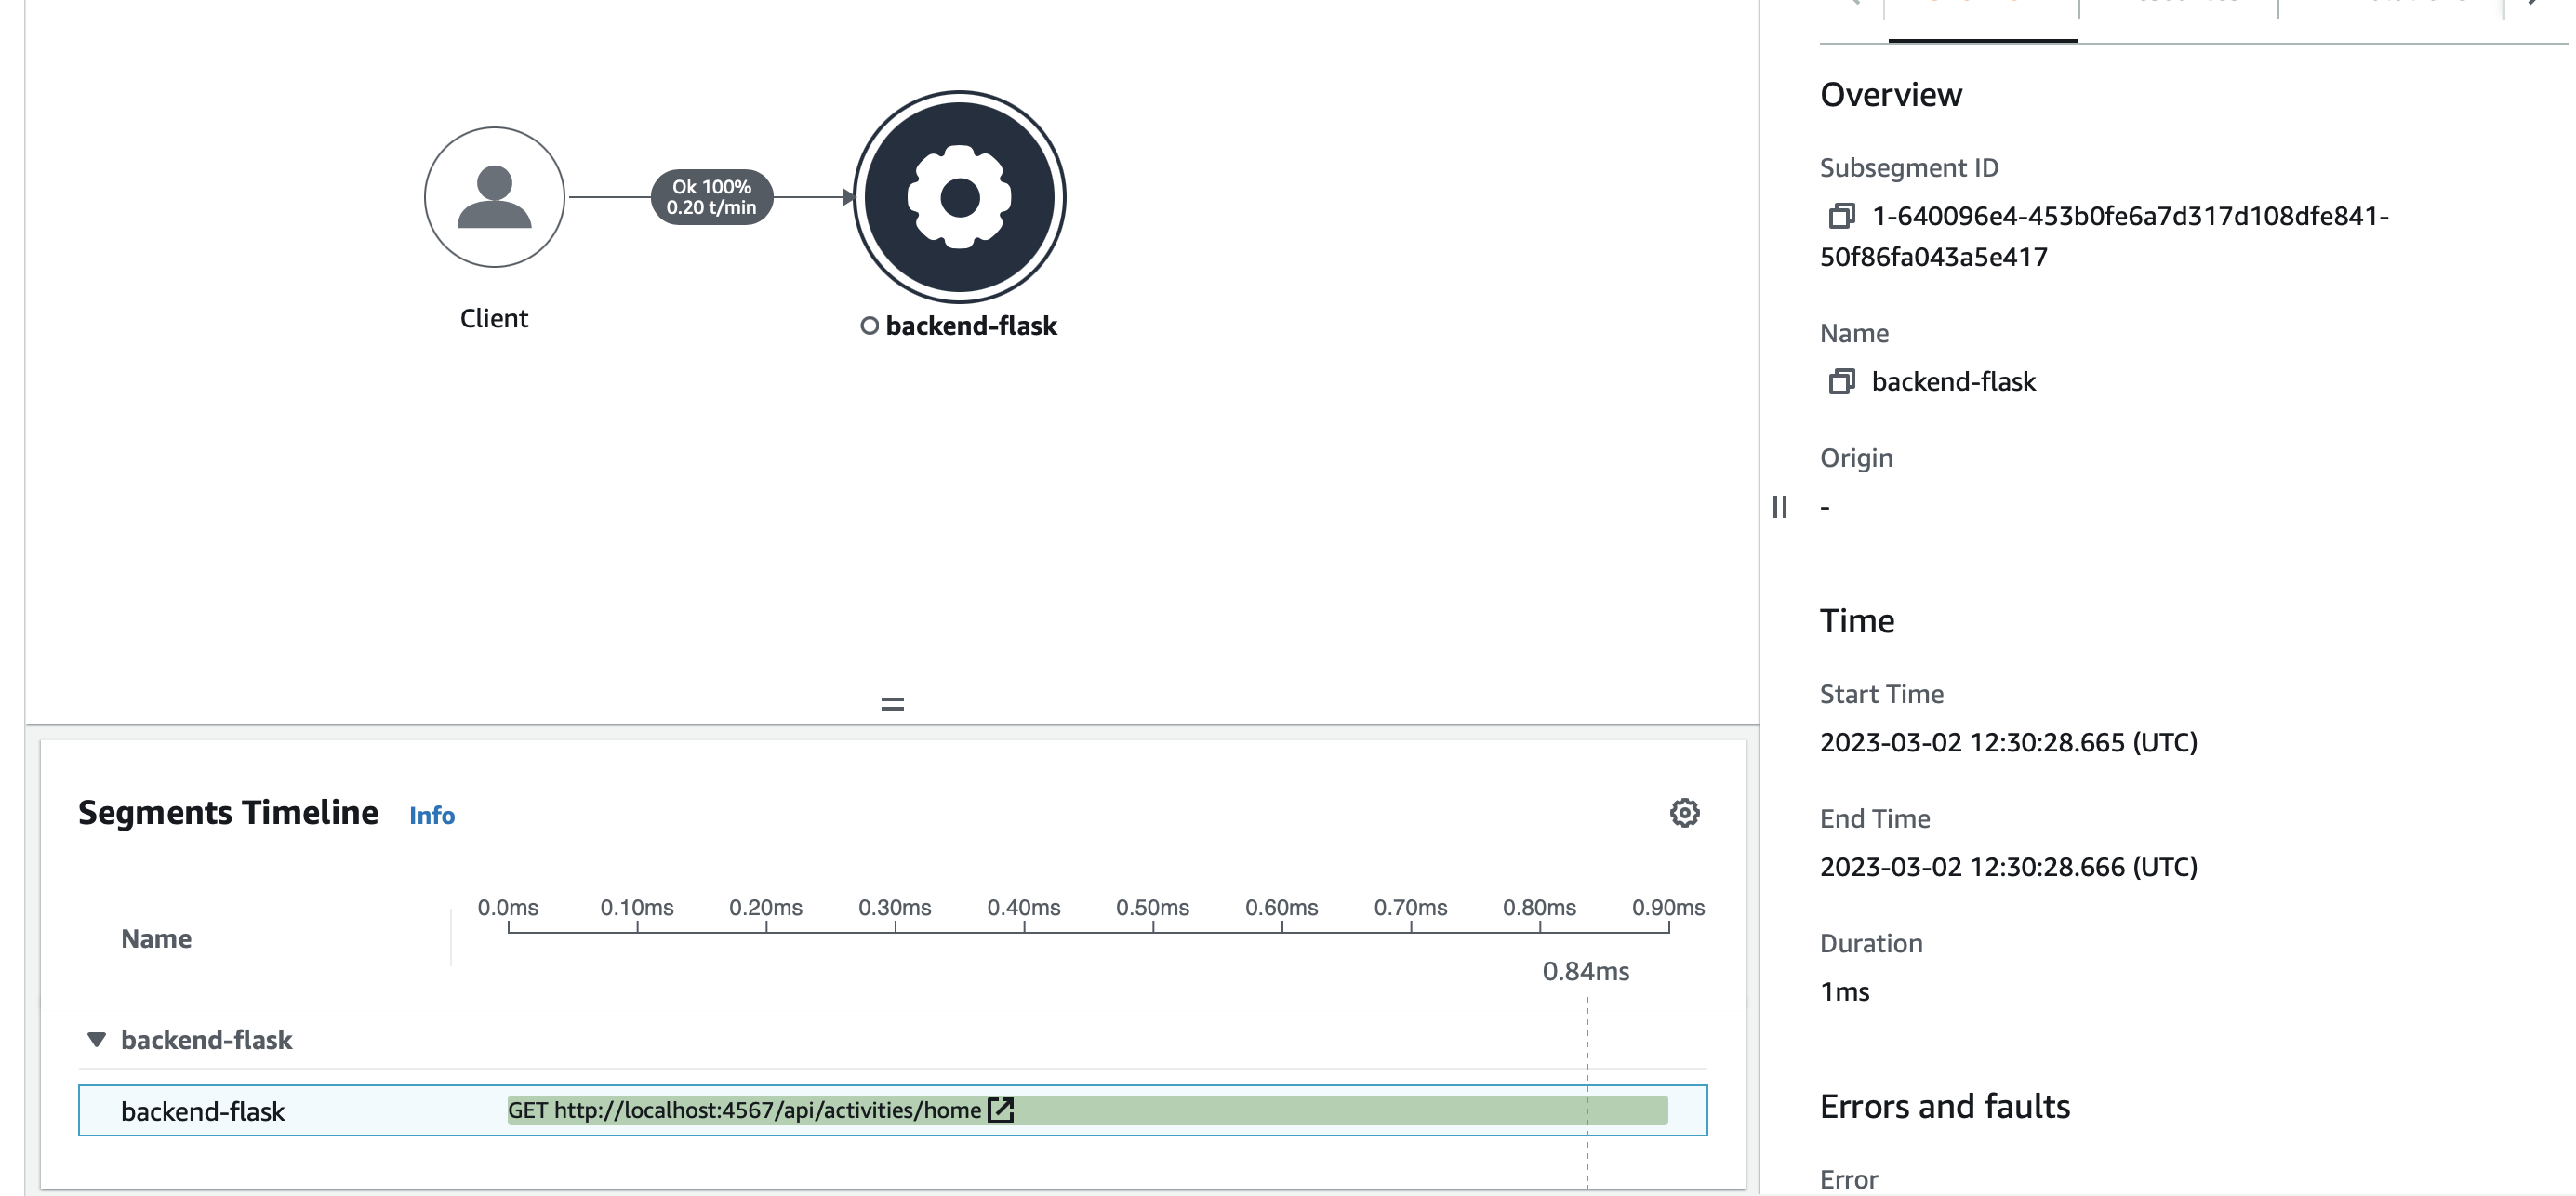 Ok 100%
0.20 t/min
Client
backend-flask
Segments Timeline Info
0.0ms 0.10ms 0.20ms 0.30ms 0.40ms 0.50ms 0.60ms 0.70ms 0.80ms 0.90ms
Name
0.84ms
backend-flask
backend-flask GET http://localhost:4567/api/activities/home
Overview
Subsegment ID
1-640096e4-453b0fe6a7d317d108dfe841-
50f86fa043a5e417
Name
backend-flask
Origin
-
Time
Start Time
2023-03-02 12:30:28.665 (UTC)
End Time
2023-03-02 12:30:28.666 (UTC)
Duration
1ms
Errors and faults
Error